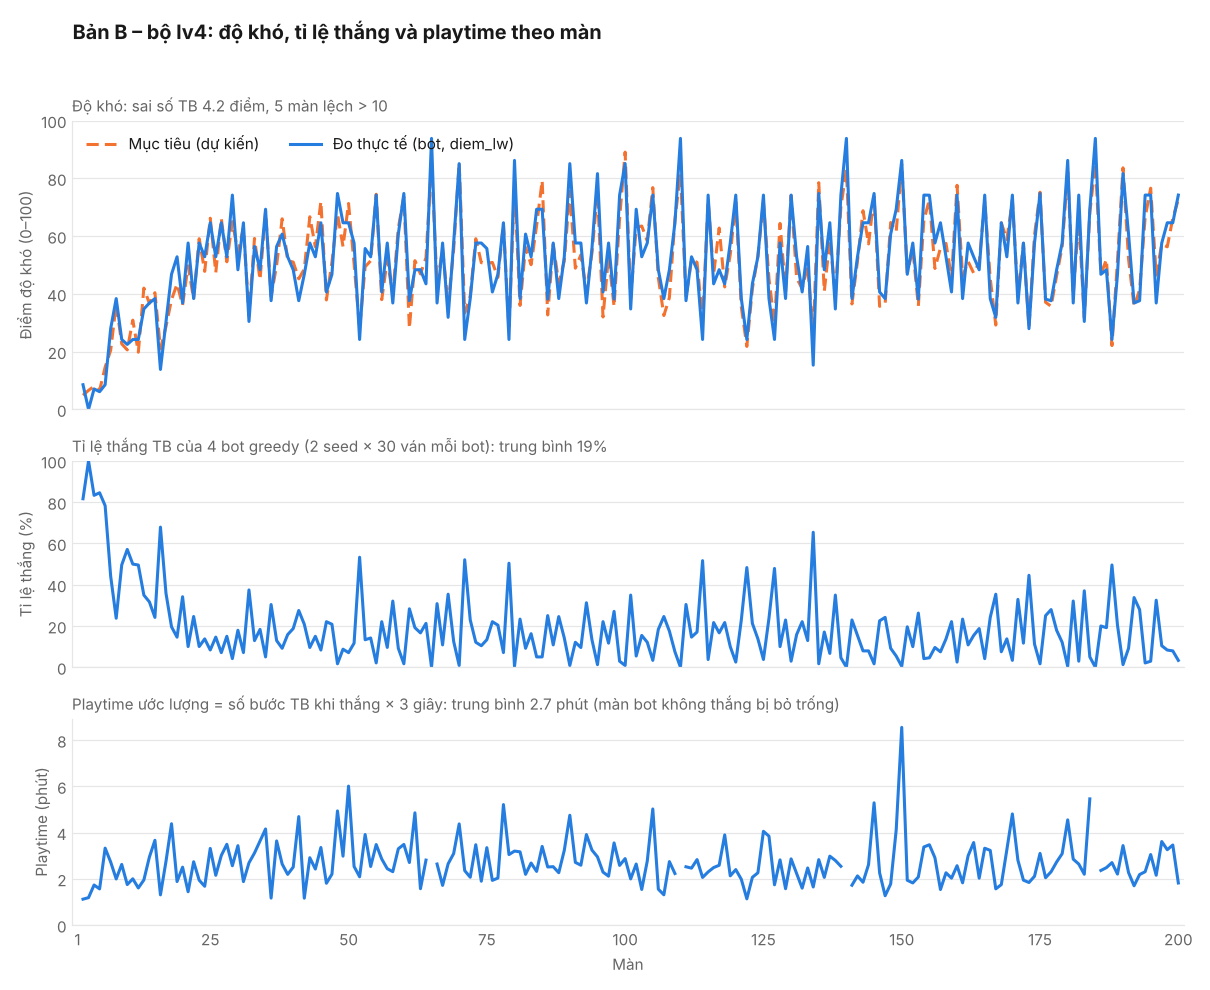 Bản B – bộ lv4: độ khó, tỉ lệ thắng và playtime theo màn
Độ khó: sai số TB 4.2 điểm, 5 màn lệch > 10
Mục tiêu (dự kiến)
Đo thực tế (bot, diem_lw)
Điểm độ khó (0–100)
100
80
60
40
20
0
Tỉ lệ thắng TB của 4 bot greedy (2 seed × 30 ván mỗi bot): trung bình 19%
Tỉ lệ thắng (%)
100
80
60
40
20
0
Playtime ước lượng = số bước TB khi thắng × 3 giây: trung bình 2.7 phút (màn bot không thắng bị bỏ trống)
Playtime (phút)
8
6
4
2
0
1 25 50 75 100 125 150 175 200
Màn